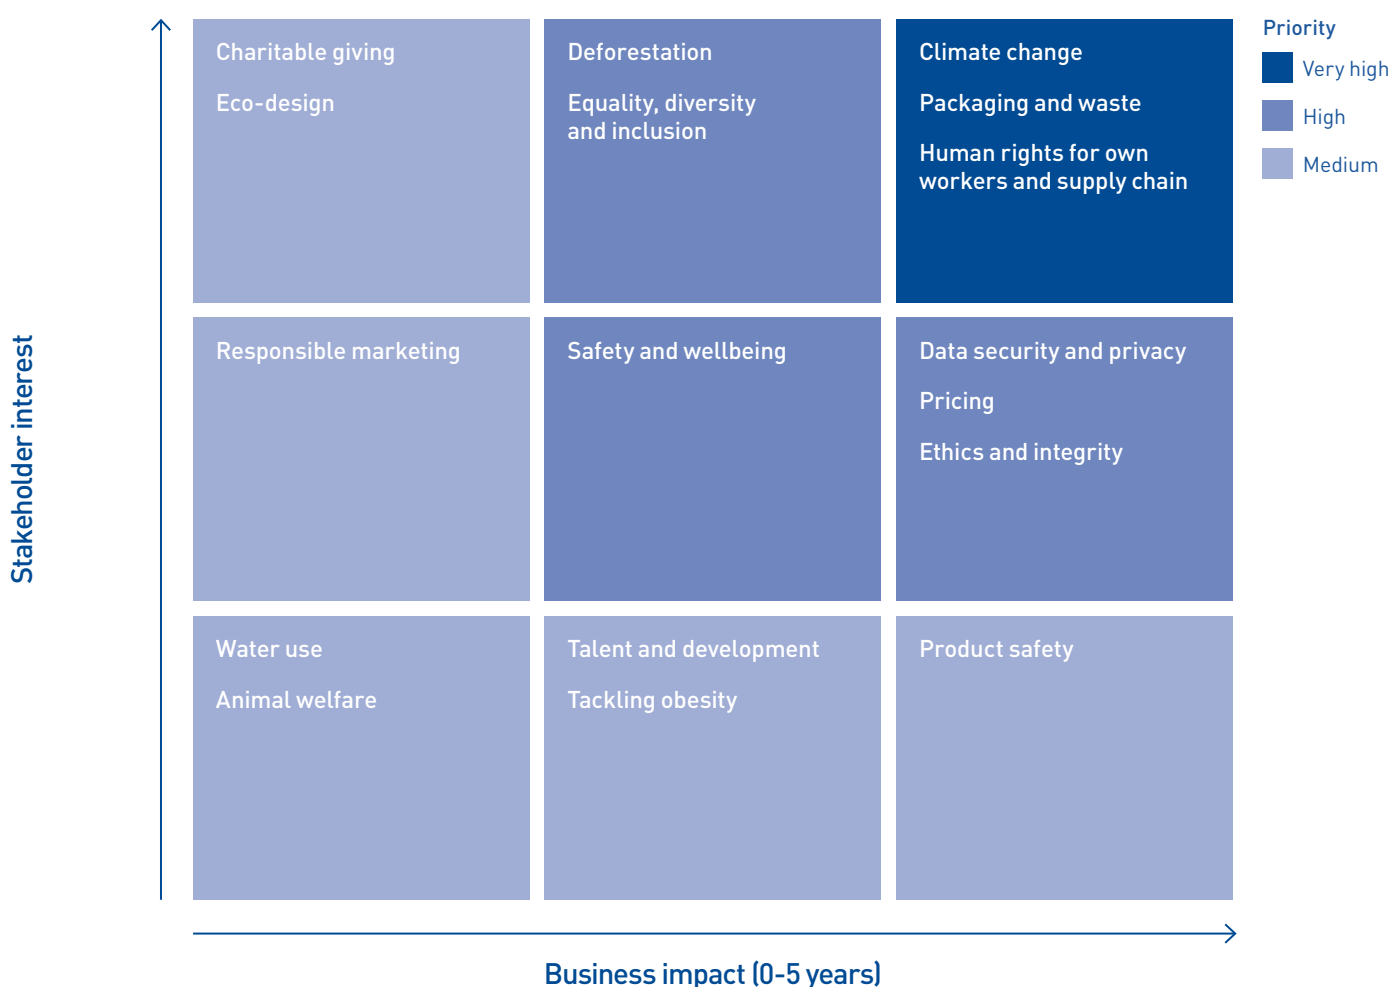 Stakeholder interest
Charitable giving
Eco-design
Deforestation
Equality, diversity
and inclusion
Climate change
Packaging and waste
Human rights for own
workers and supply chain
Responsible marketing
Safety and wellbeing
Data security and privacy
Pricing
Ethics and integrity
Water use
Animal welfare
Talent and development
Tackling obesity
Product safety
Business impact (0-5 years)
Priority
Very high
High
Medium